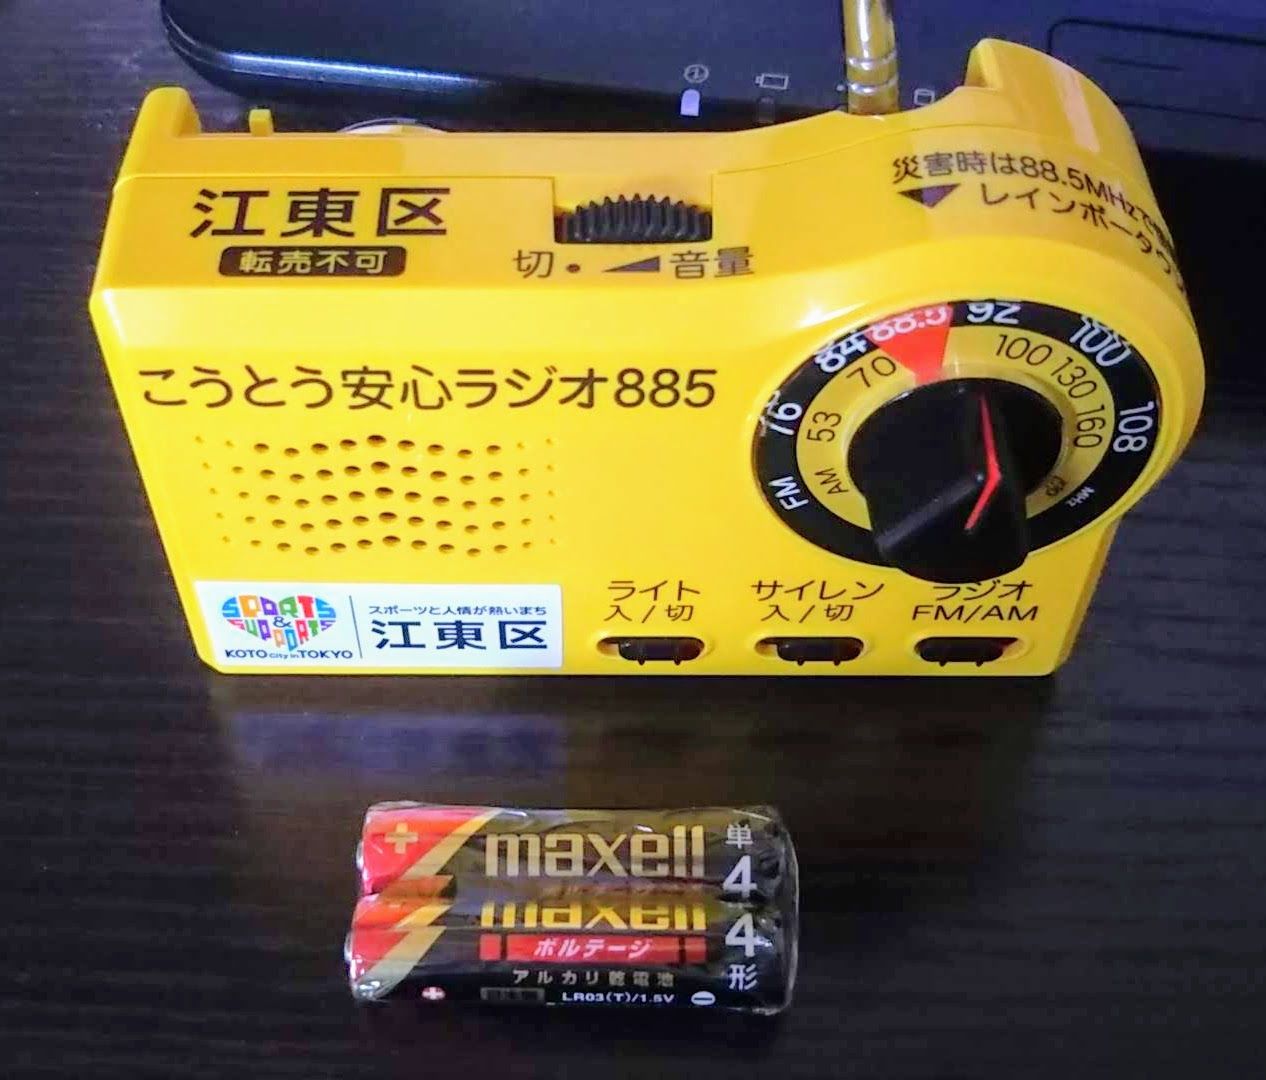 江東区
転売不可
切・ 音量
災害時は88.5MHzで
レインボータウン
こうとう安心ラジオ885
76 84 88.5 92 100 108
53 70 100 130 160
FM
AM
MHz
SPORTS
&
SUPPORTS
KOTO city in TOKYO
スポーツと人情が熱いまち
江東区
ライト
入/切
サイレン
入/切
ラジオ
FM/AM
+ maxell 単4
maxell 4形
ボルテージ
アルカリ乾電池
+ LR03(T)/1.5V −